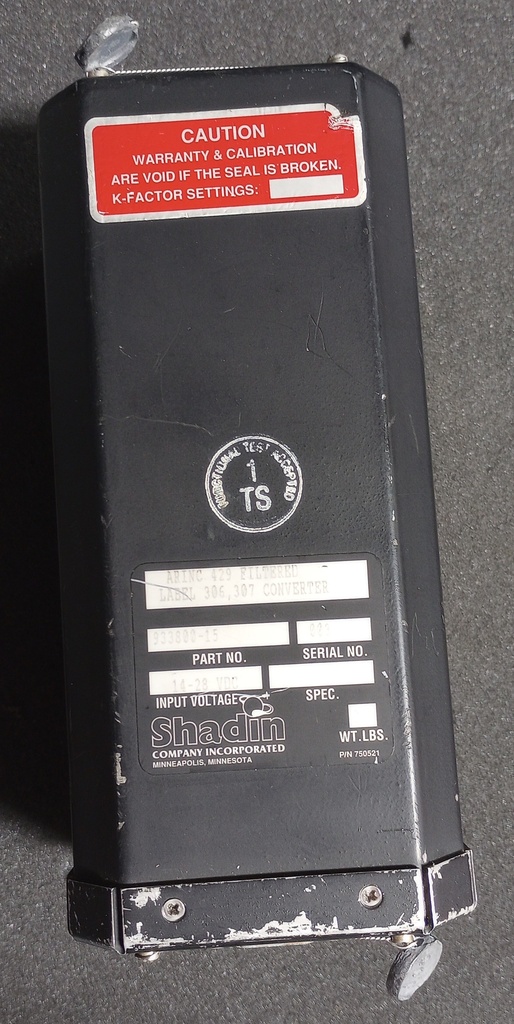 CAUTION
WARRANTY & CALIBRATION
ARE VOID IF THE SEAL IS BROKEN.
K-FACTOR SETTINGS:
FUNCTIONAL TEST ACCEPTED
1
TS
ARINC 429 FILTERED
LABEL 306,307 CONVERTER
933800-15
PART NO. SERIAL NO.
14-28 VDC
INPUT VOLTAGE SPEC.
Shadin
WT.LBS.
COMPANY INCORPORATED
MINNEAPOLIS, MINNESOTA P/N 750521